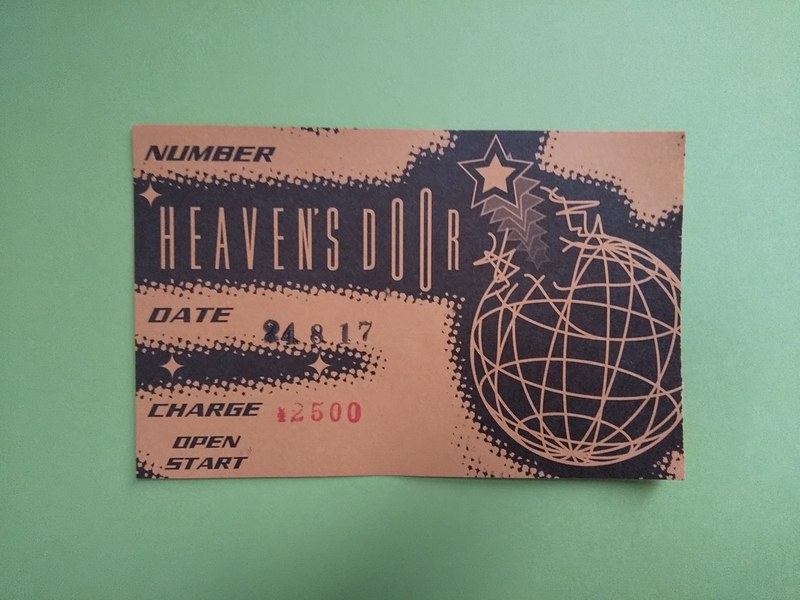 NUMBER
HEAVEN'S DOOR
DATE 24.8.17
CHARGE ¥2500
OPEN
START